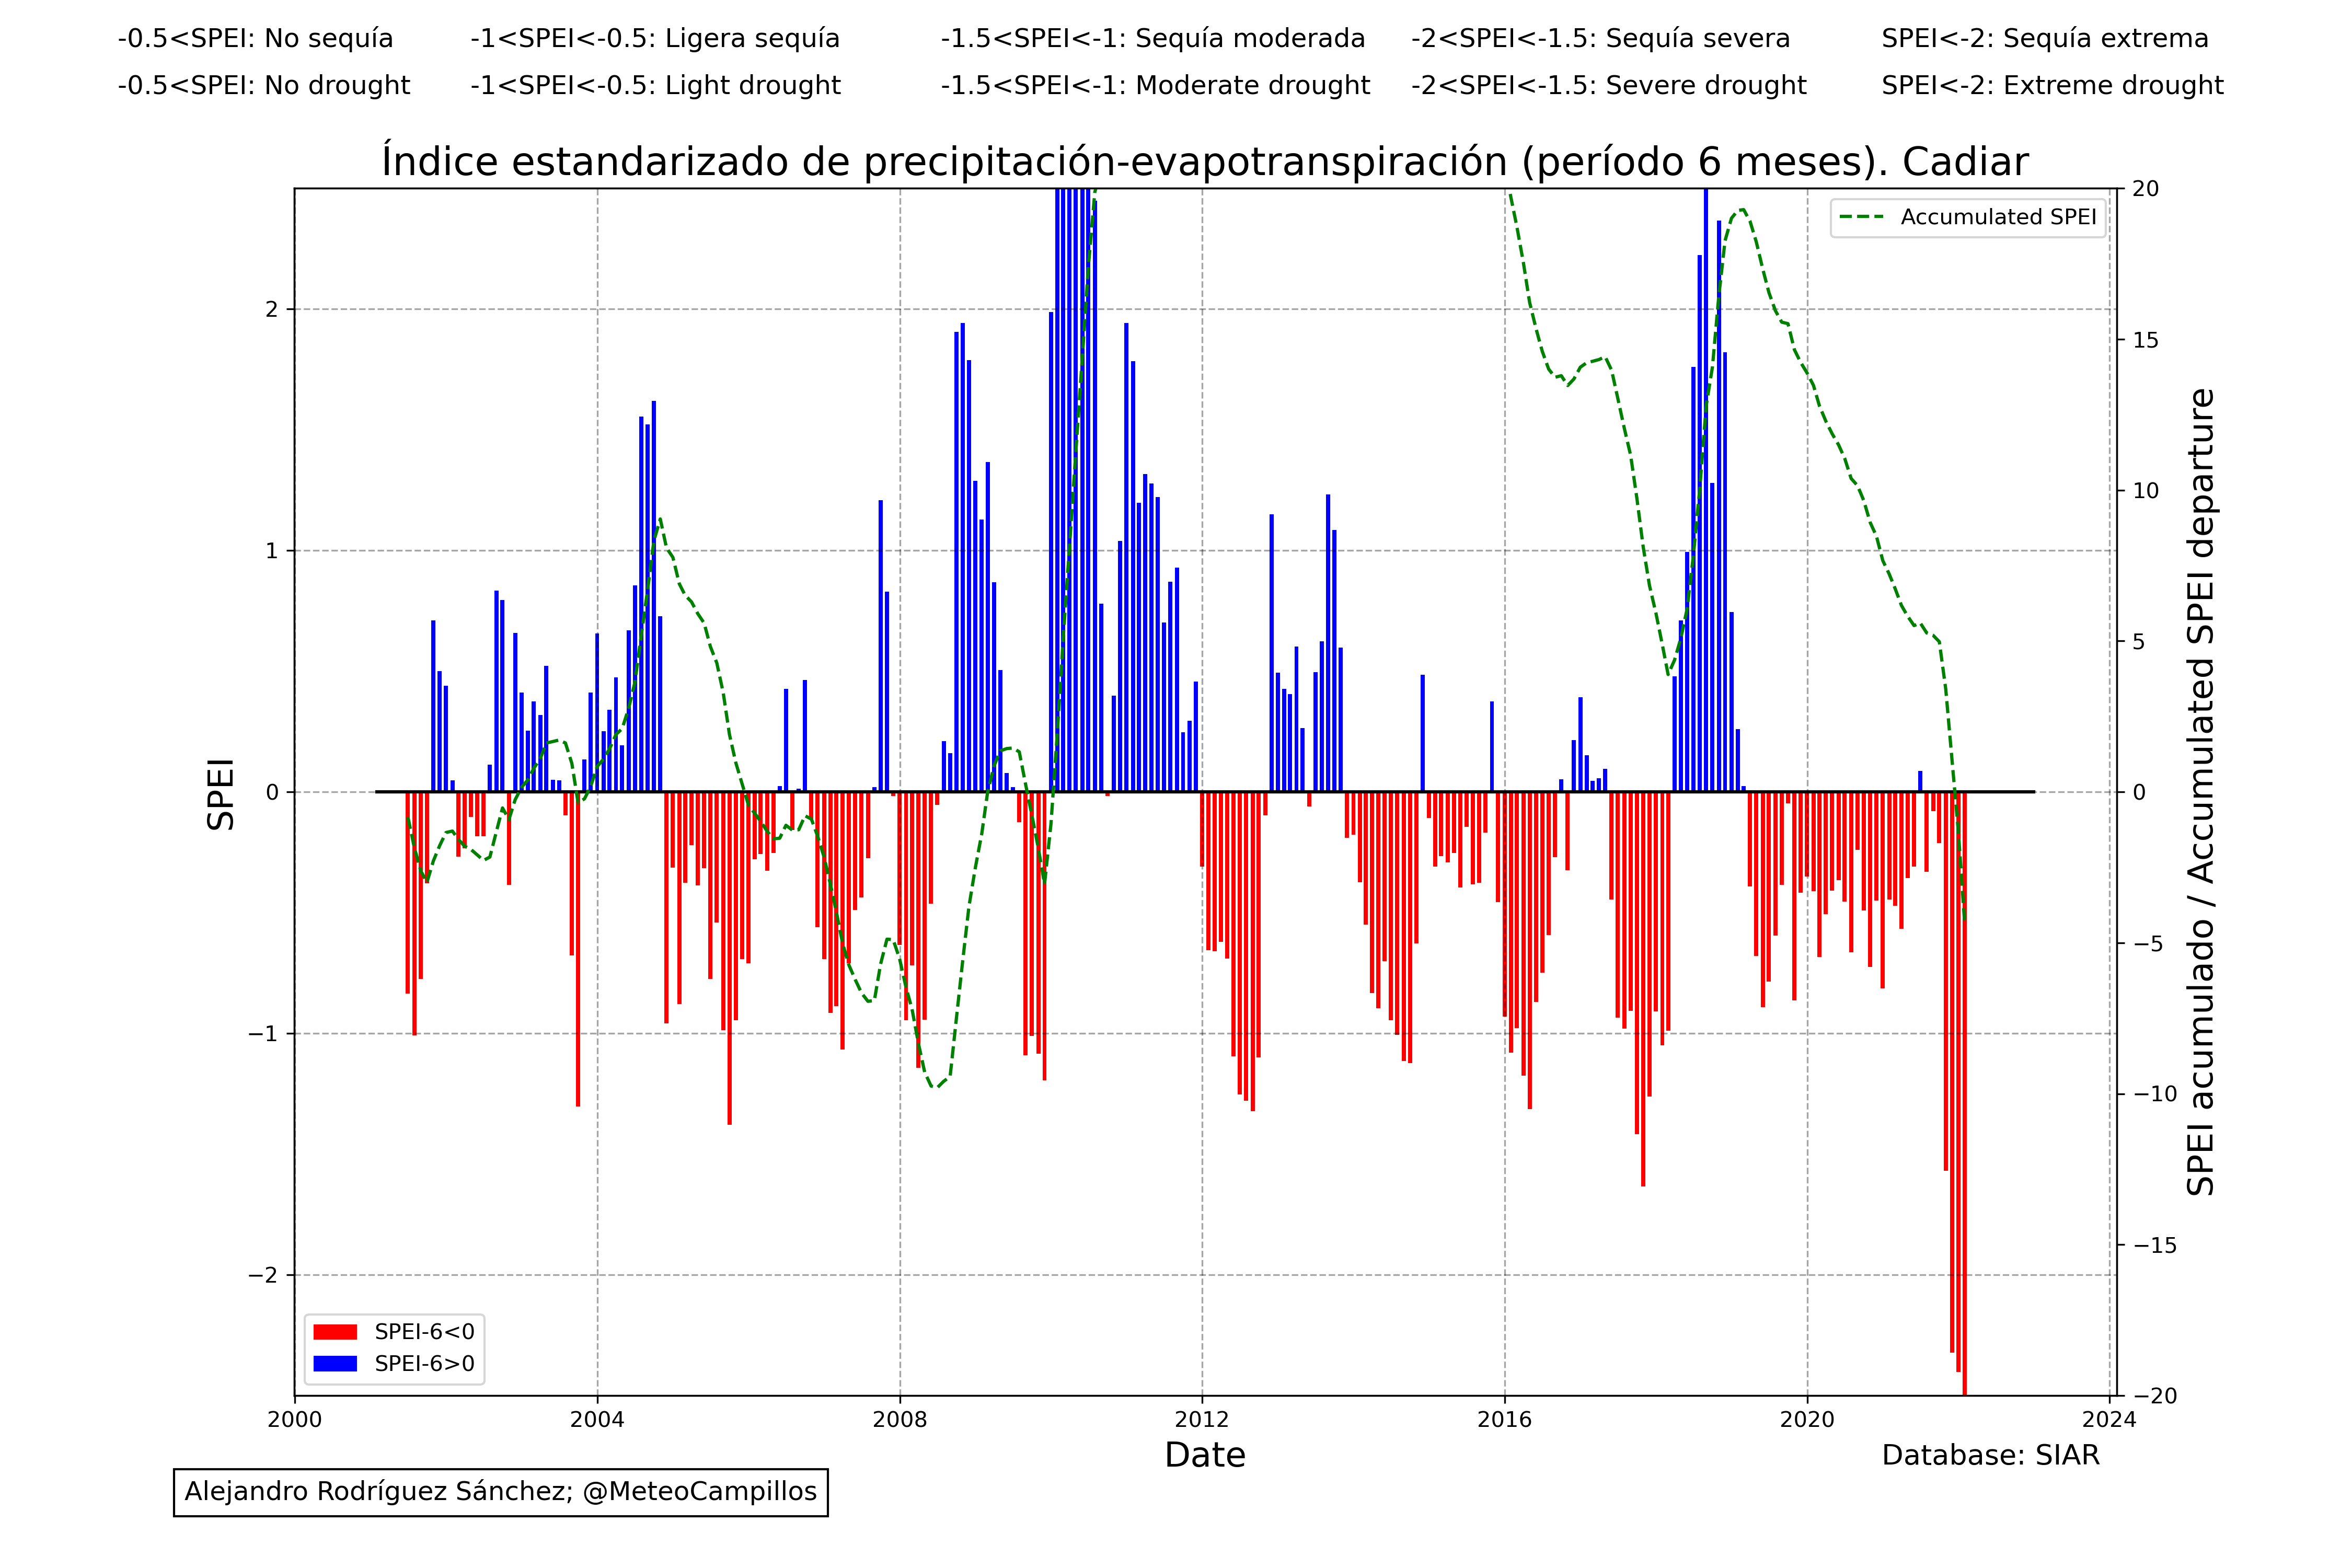 -0.5<SPEI: No sequía -1<SPEI<-0.5: Ligera sequía -1.5<SPEI<-1: Sequía moderada -2<SPEI<-1.5: Sequía severa SPEI<-2: Sequía extrema
-0.5<SPEI: No drought -1<SPEI<-0.5: Light drought -1.5<SPEI<-1: Moderate drought -2<SPEI<-1.5: Severe drought SPEI<-2: Extreme drought
Índice estandarizado de precipitación-evapotranspiración (período 6 meses). Cadiar
Accumulated SPEI
SPEI
2
1
0
−1
−2
20
15
10
5
0
−5
−10
−15
−20
SPEI acumulado / Accumulated SPEI departure
SPEI-6<0
SPEI-6>0
2000 2004 2008 2012 2016 2020 2024
Date
Database: SIAR
Alejandro Rodríguez Sánchez; @MeteoCampillos